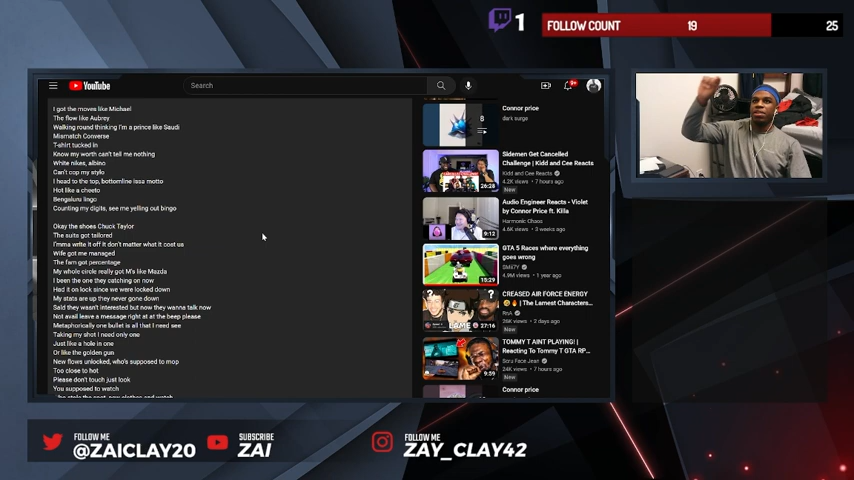 1
FOLLOW COUNT 19 25
YouTube
Search
9+
I got the moves like Michael
The flow like Aubrey
Walking round thinking I'm a prince like Saudi
Mismatch Converse
T-shirt tucked in
Know my worth can't tell me nothing
White nikes, albino
Can't cop my stylo
I head to the top, bottomline issa motto
Hot like a cheeto
Bengaluru lingo
Counting my digits, see me yelling out bingo
Okay the shoes Chuck Taylor
The suite got tailored
I'mma write it off it don't matter what it cost us
Wife got me managed
The fam got percentage
My whole circle really got M's like Mazda
I been the one they catching on now
Had it on lock since we were locked down
My stats are up they never gone down
Said they wasn't interested but now they wanna talk now
Not avail leave a message right at at the beep please
Metaphorically one bullet is all that I need see
Taking my shot I need only one
Just like a hole in one
Or like the golden gun
New flows unlocked, who's supposed to mop
Too close to hot
Please don't touch just look
You supposed to watch
Connor price
dark surge
Sidemen Get Cancelled
Challenge | Kidd and Cee Reacts
Kidd and Cee Reacts
4.2K views • 7 hours ago
New
26:28
Audio Engineer Reacts - Violet
by Connor Price ft. Killa
Harmonic Chaos
4.6K views • 3 weeks ago
9:12
GTA 5 Races where everything
goes wrong
SMii7Y
4.9M views • 1 year ago
15:29
CREASED AIR FORCE ENERGY
| The Lamest Characters...
RnA
26K views • 2 days ago
New
LAME
27:16
TOMMY T AINT PLAYING! |
Reacting To Tommy T GTA RP...
Scru Face Jean
24K views • 7 hours ago
New
9:59
Connor price
FOLLOW ME
@ZAICLAY20
SUBSCRIBE
ZAI
FOLLOW ME
ZAY_CLAY42